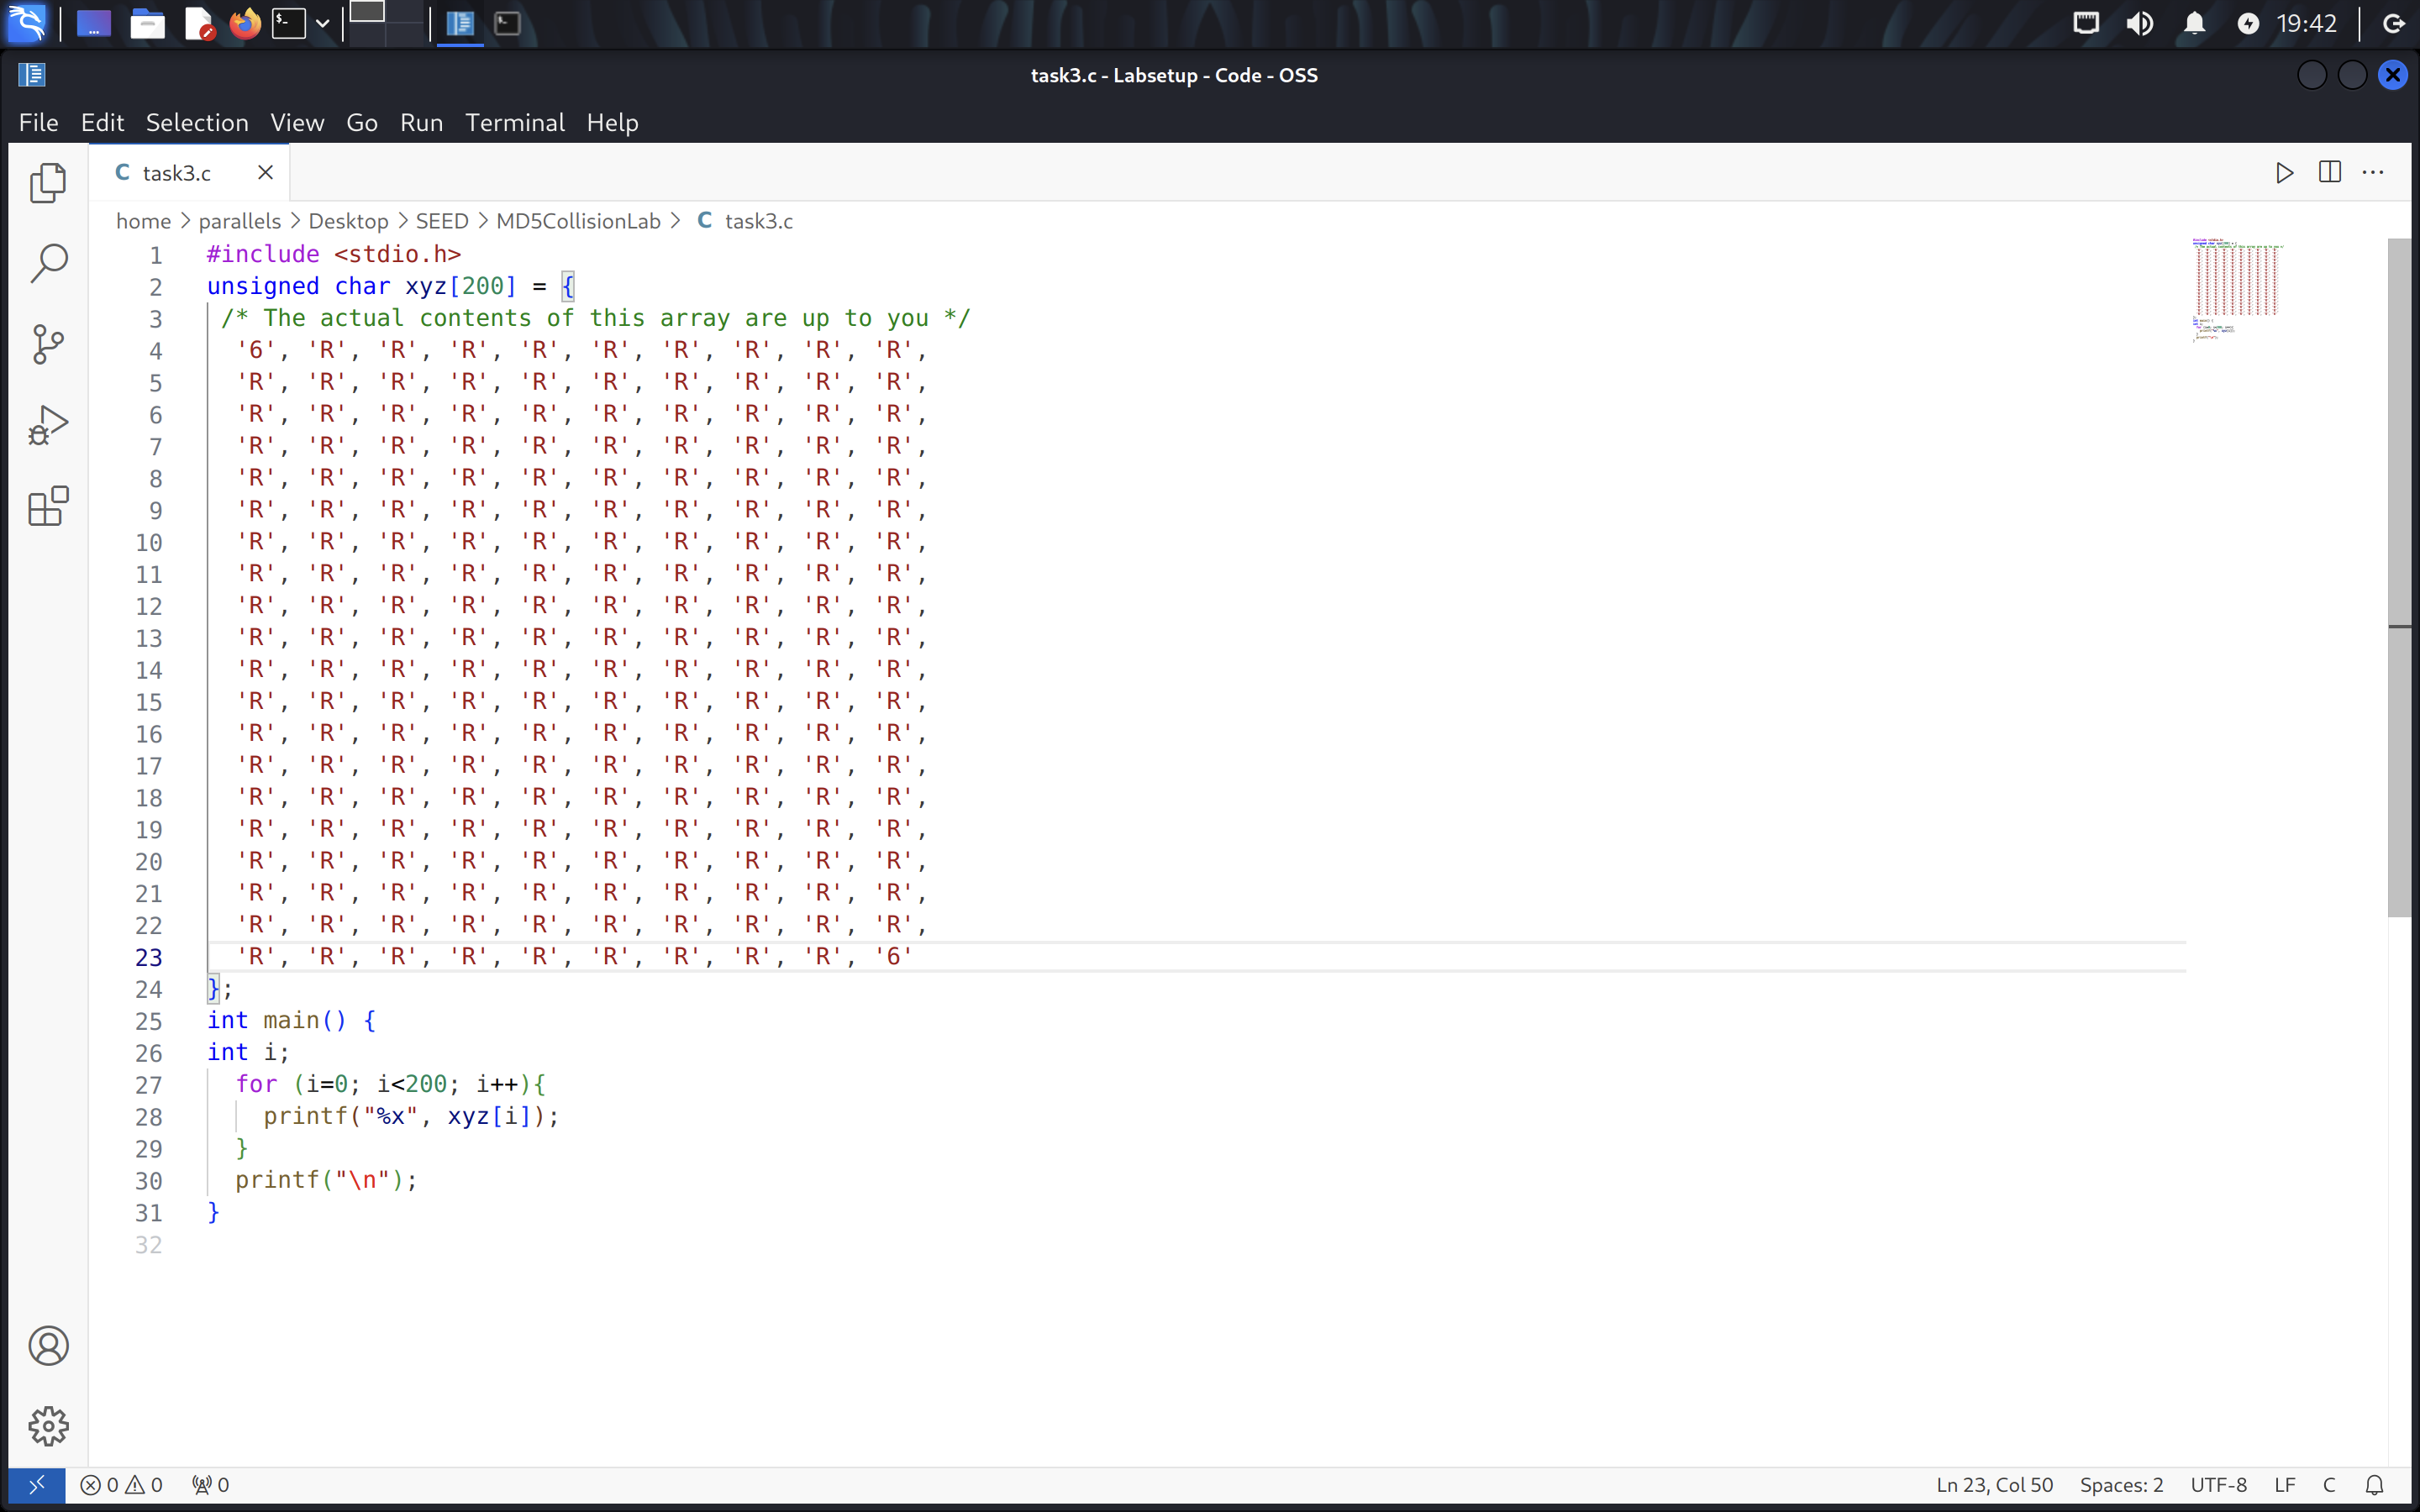 19:42
task3.c - Labsetup - Code - OSS
File Edit Selection View Go Run Terminal Help
C task3.c
home > parallels > Desktop > SEED > MD5CollisionLab > C task3.c
1 #include <stdio.h>
2 unsigned char xyz[200] = {
3 /* The actual contents of this array are up to you */
4 '6', 'R', 'R', 'R', 'R', 'R', 'R', 'R', 'R', 'R',
5 'R', 'R', 'R', 'R', 'R', 'R', 'R', 'R', 'R', 'R',
6 'R', 'R', 'R', 'R', 'R', 'R', 'R', 'R', 'R', 'R',
7 'R', 'R', 'R', 'R', 'R', 'R', 'R', 'R', 'R', 'R',
8 'R', 'R', 'R', 'R', 'R', 'R', 'R', 'R', 'R', 'R',
9 'R', 'R', 'R', 'R', 'R', 'R', 'R', 'R', 'R', 'R',
10 'R', 'R', 'R', 'R', 'R', 'R', 'R', 'R', 'R', 'R',
11 'R', 'R', 'R', 'R', 'R', 'R', 'R', 'R', 'R', 'R',
12 'R', 'R', 'R', 'R', 'R', 'R', 'R', 'R', 'R', 'R',
13 'R', 'R', 'R', 'R', 'R', 'R', 'R', 'R', 'R', 'R',
14 'R', 'R', 'R', 'R', 'R', 'R', 'R', 'R', 'R', 'R',
15 'R', 'R', 'R', 'R', 'R', 'R', 'R', 'R', 'R', 'R',
16 'R', 'R', 'R', 'R', 'R', 'R', 'R', 'R', 'R', 'R',
17 'R', 'R', 'R', 'R', 'R', 'R', 'R', 'R', 'R', 'R',
18 'R', 'R', 'R', 'R', 'R', 'R', 'R', 'R', 'R', 'R',
19 'R', 'R', 'R', 'R', 'R', 'R', 'R', 'R', 'R', 'R',
20 'R', 'R', 'R', 'R', 'R', 'R', 'R', 'R', 'R', 'R',
21 'R', 'R', 'R', 'R', 'R', 'R', 'R', 'R', 'R', 'R',
22 'R', 'R', 'R', 'R', 'R', 'R', 'R', 'R', 'R', 'R',
23 'R', 'R', 'R', 'R', 'R', 'R', 'R', 'R', 'R', '6'
24 };
25 int main() {
26 int i;
27 for (i=0; i<200; i++){
28 printf("%x", xyz[i]);
29 }
30 printf("\n");
31 }
32
0 0 0 Ln 23, Col 50 Spaces: 2 UTF-8 LF C